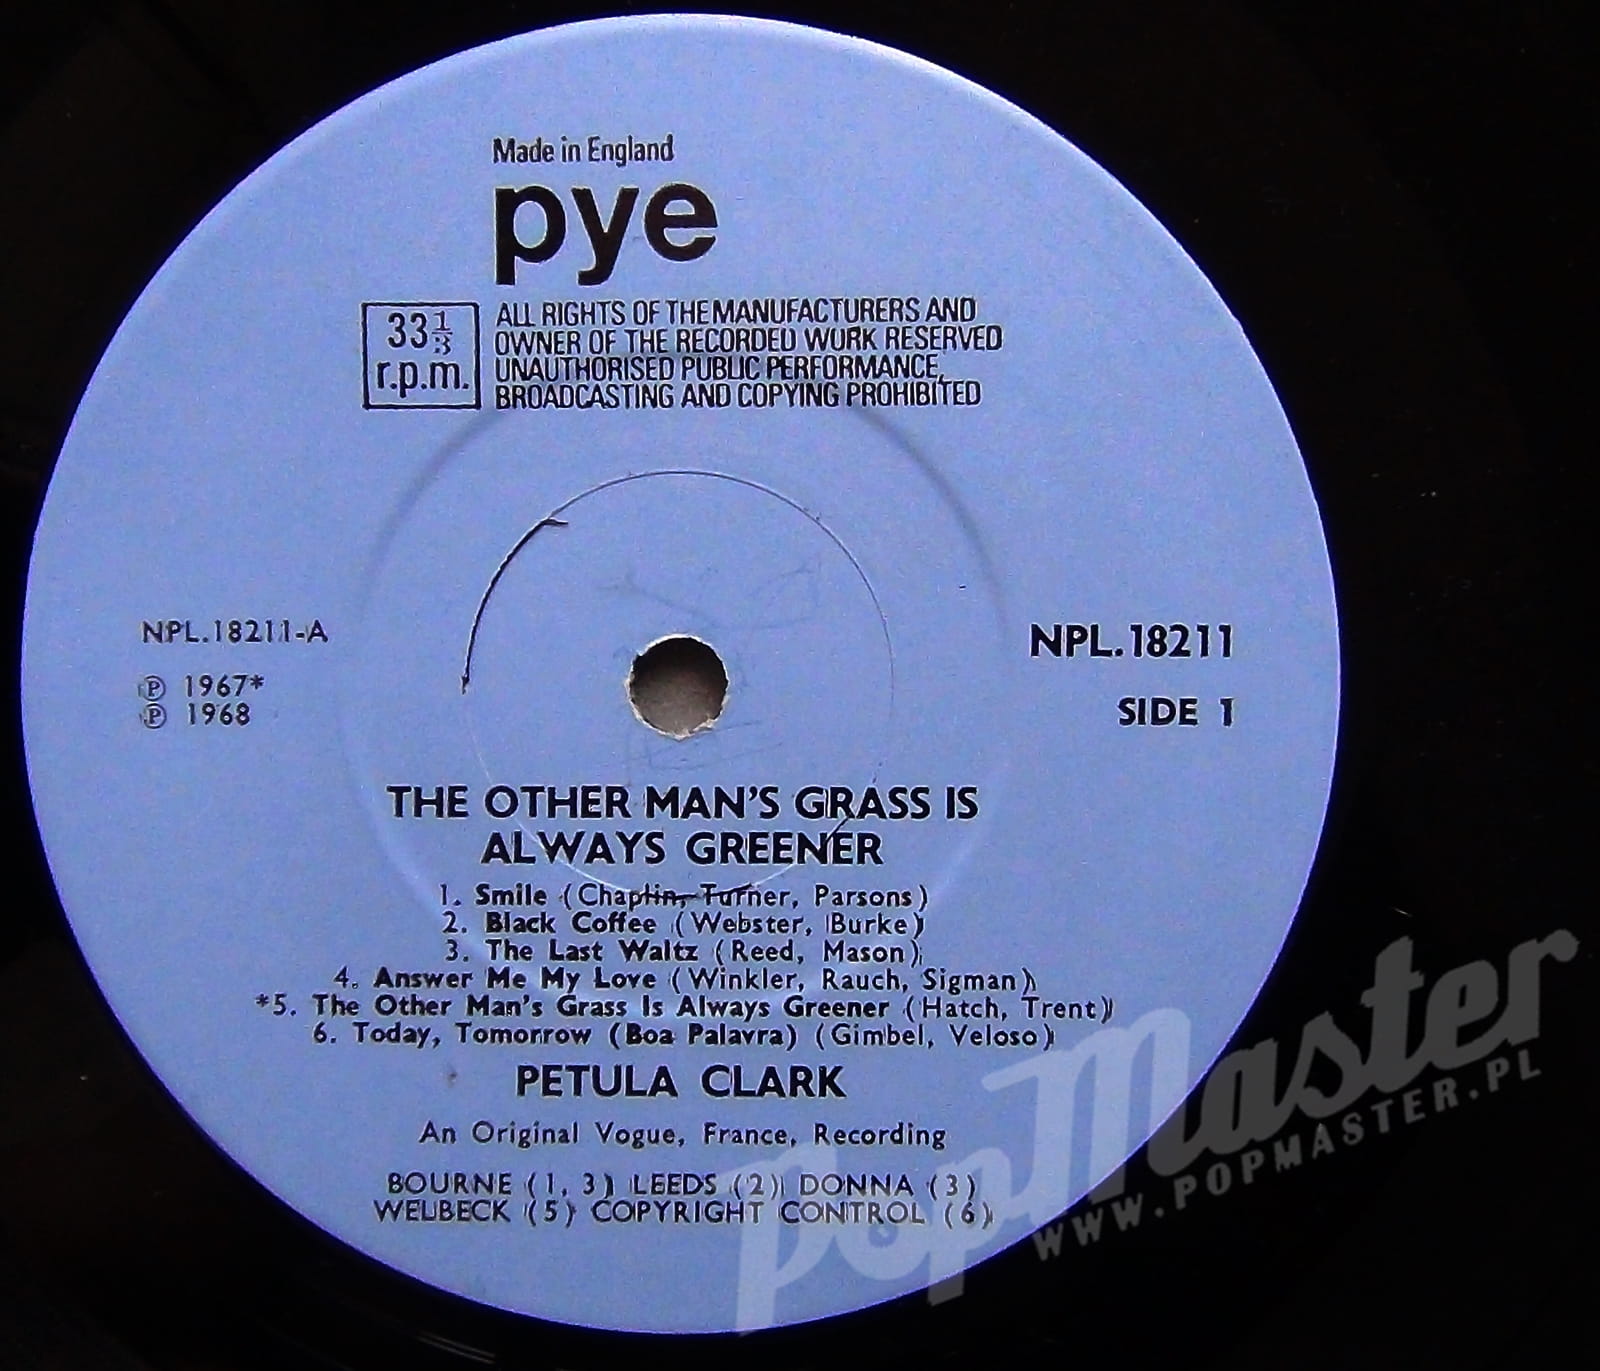 Made in England
pye
33 1/3 r.p.m.
ALL RIGHTS OF THE MANUFACTURERS AND
OWNER OF THE RECORDED WORK RESERVED
UNAUTHORISED PUBLIC PERFORMANCE,
BROADCASTING AND COPYING PROHIBITED
NPL.18211-A
℗ 1967*
℗ 1968
NPL.18211
SIDE 1
THE OTHER MAN'S GRASS IS
ALWAYS GREENER
1. Smile (Chaplin, Turner, Parsons)
2. Black Coffee (Webster, Burke)
3. The Last Waltz (Reed, Mason)
4. Answer Me My Love (Winkler, Rauch, Sigman)
*5. The Other Man's Grass Is Always Greener (Hatch, Trent)
6. Today, Tomorrow (Boa Palavra) (Gimbel, Veloso)
PETULA CLARK
An Original Vogue, France, Recording
BOURNE (1, 3) LEEDS (2) DONNA (3)
WELBECK (5) COPYRIGHT CONTROL (6)
PopMaster
WWW.POPMASTER.PL